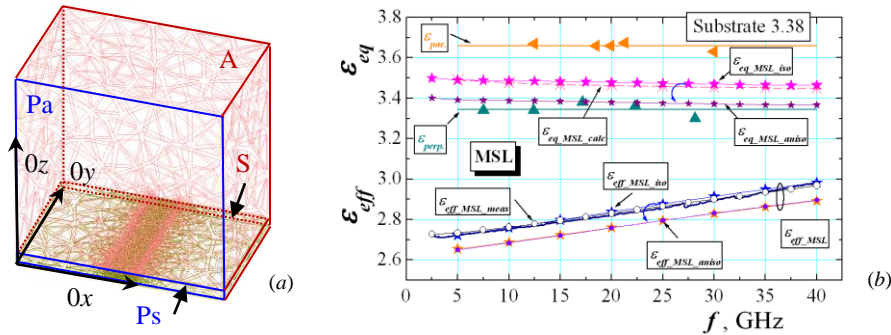 A
Pa
0z
0y
S
0x
Ps
(a)
Substrate 3.38
ε_eq
ε_eff
3.8
3.6
3.4
3.2
3.0
2.8
2.6
ε_par.
ε_eq_MSL_iso
ε_perp.
ε_eq_MSL_calc
ε_eq_MSL_aniso
MSL
ε_eff_MSL_meas
ε_eff_MSL_iso
ε_eff_MSL
ε_eff_MSL_aniso
0 5 10 15 20 25 30 35 40
f , GHz
(b)